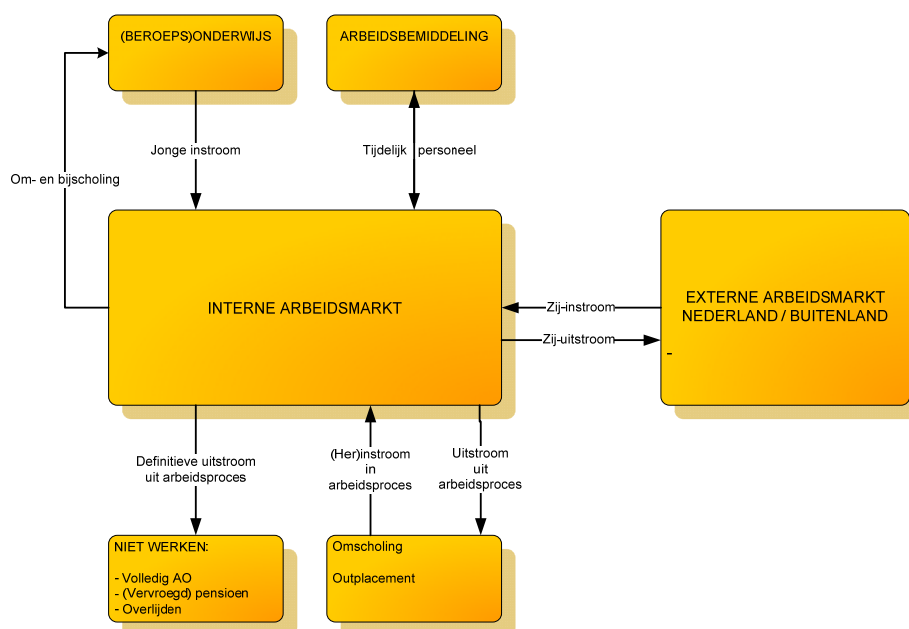 (BEROEPS)ONDERWIJS
ARBEIDSBEMIDDELING
Jonge instroom
Tijdelijk personeel
Om- en bijscholing
INTERNE ARBEIDSMARKT
EXTERNE ARBEIDSMARKT
NEDERLAND / BUITENLAND
-
Zij-instroom
Zij-uitstroom
Definitieve uitstroom
uit arbeidsproces
(Her)instroom
in
arbeidsproces
Uitstroom
uit
arbeidsproces
NIET WERKEN:
- Volledig AO
- (Vervroegd) pensioen
- Overlijden
Omscholing
Outplacement